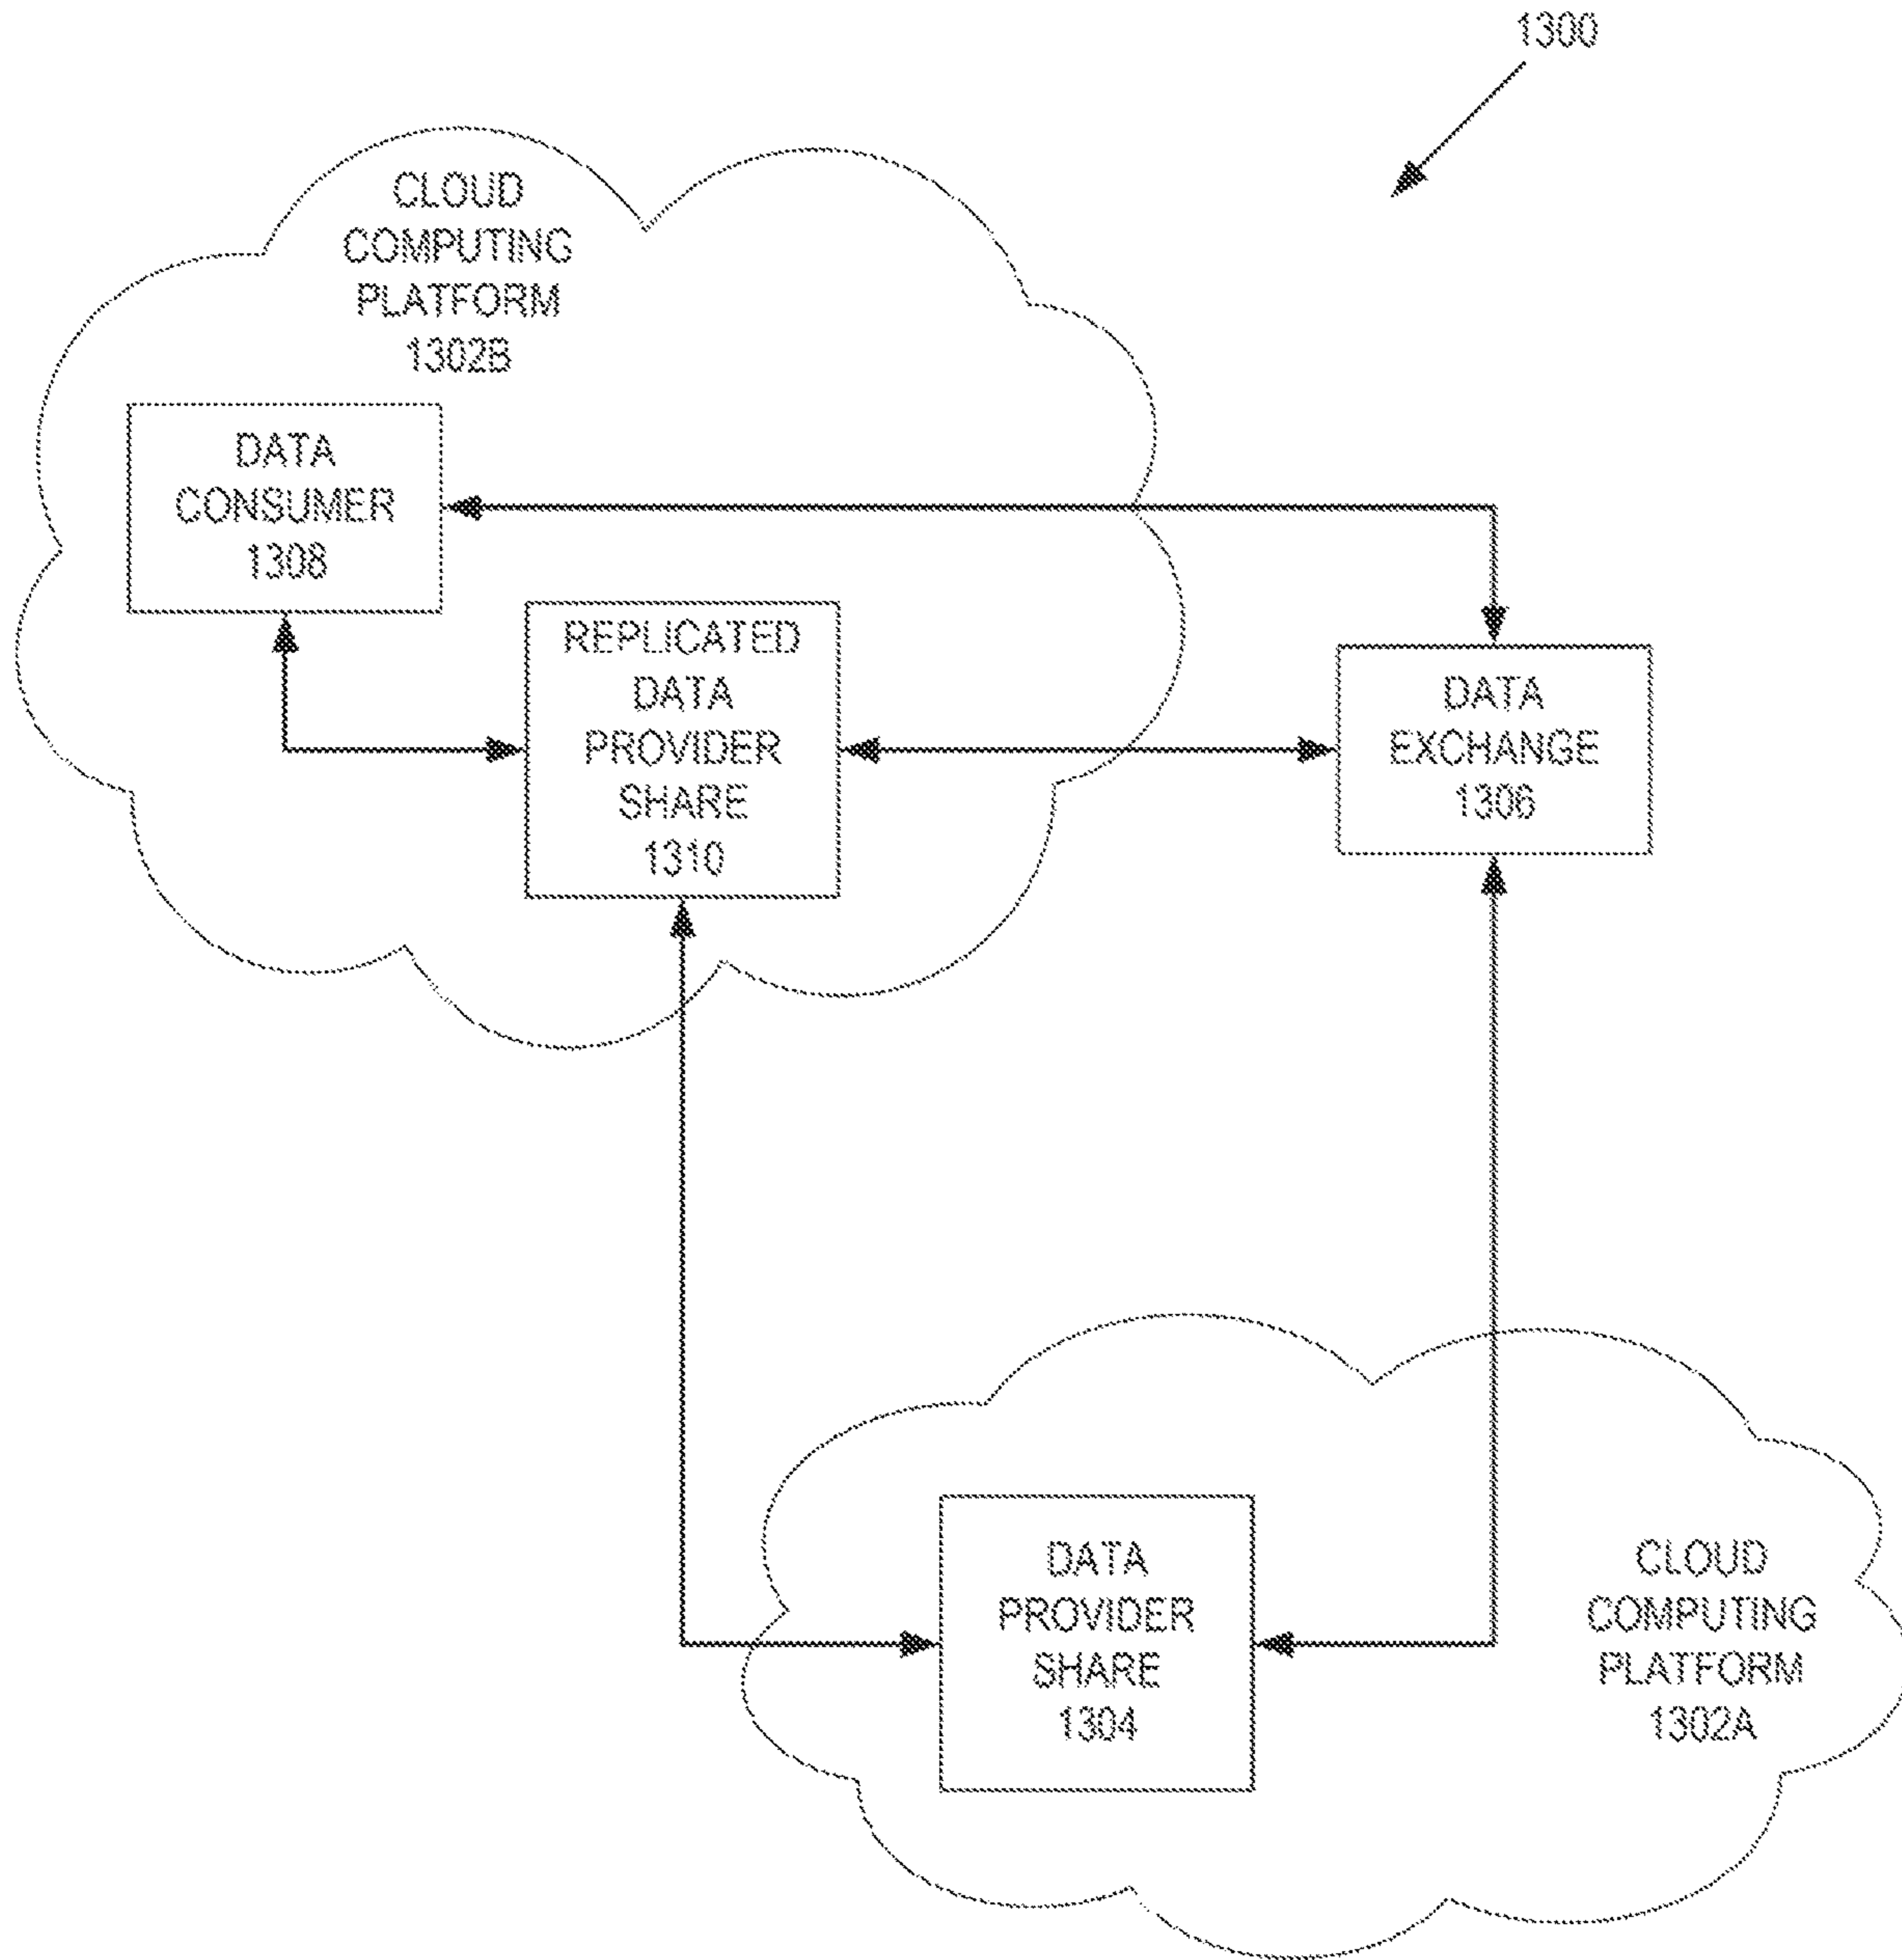 1300
CLOUD
COMPUTING
PLATFORM
1302B
DATA
CONSUMER
1308
REPLICATED
DATA
PROVIDER
SHARE
1310
DATA
EXCHANGE
1306
DATA
PROVIDER
SHARE
1304
CLOUD
COMPUTING
PLATFORM
1302A